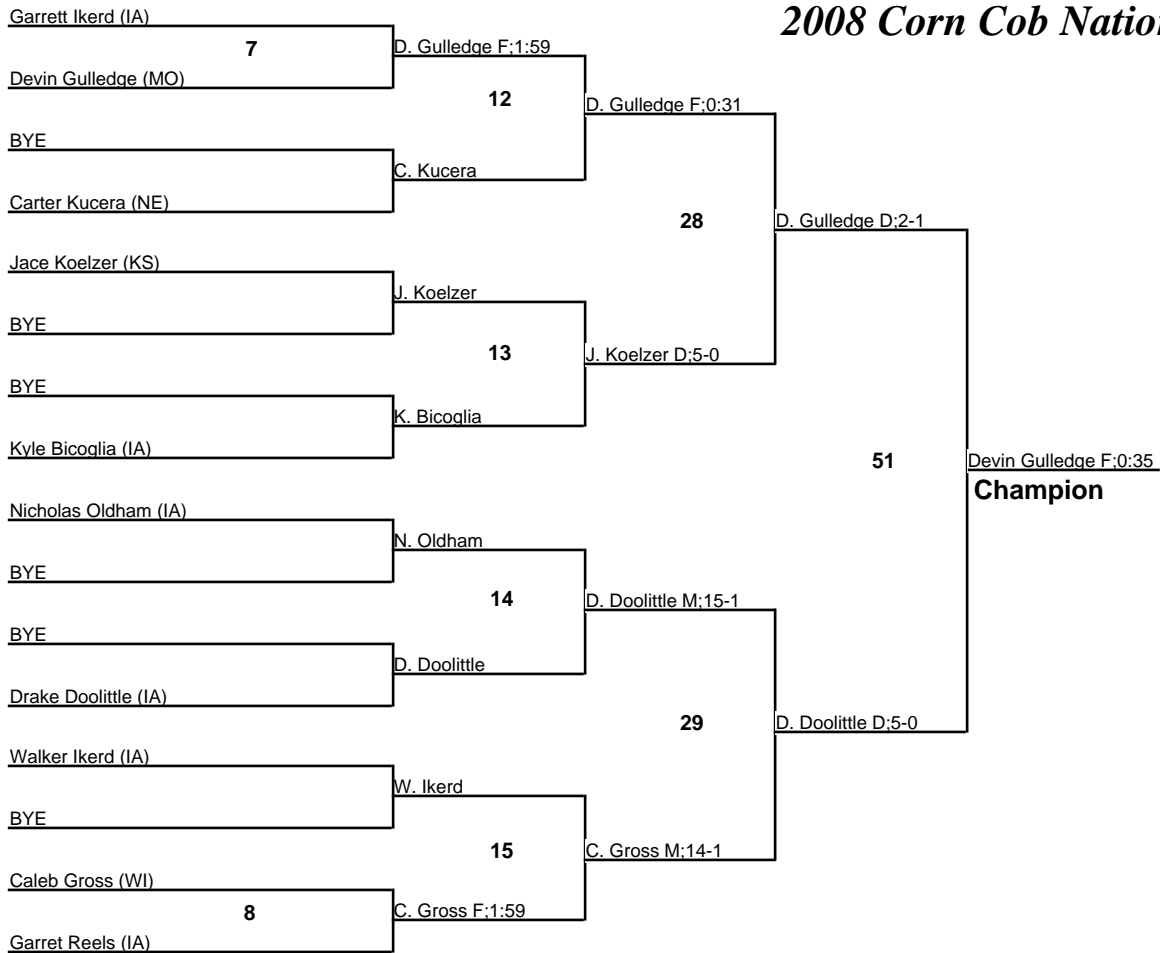 2008 Corn Cob Nation
Garrett Ikerd (IA)
7
D. Gulledge F;1:59
Devin Gulledge (MO)
12
D. Gulledge F;0:31
BYE
C. Kucera
Carter Kucera (NE)
28
D. Gulledge D;2-1
Jace Koelzer (KS)
J. Koelzer
BYE
13
J. Koelzer D;5-0
BYE
K. Bicoglia
Kyle Bicoglia (IA)
51
Devin Gulledge F;0:35
Champion
Nicholas Oldham (IA)
N. Oldham
BYE
14
D. Doolittle M;15-1
BYE
D. Doolittle
Drake Doolittle (IA)
29
D. Doolittle D;5-0
Walker Ikerd (IA)
W. Ikerd
BYE
15
C. Gross M;14-1
Caleb Gross (WI)
8
C. Gross F;1:59
Garret Reels (IA)